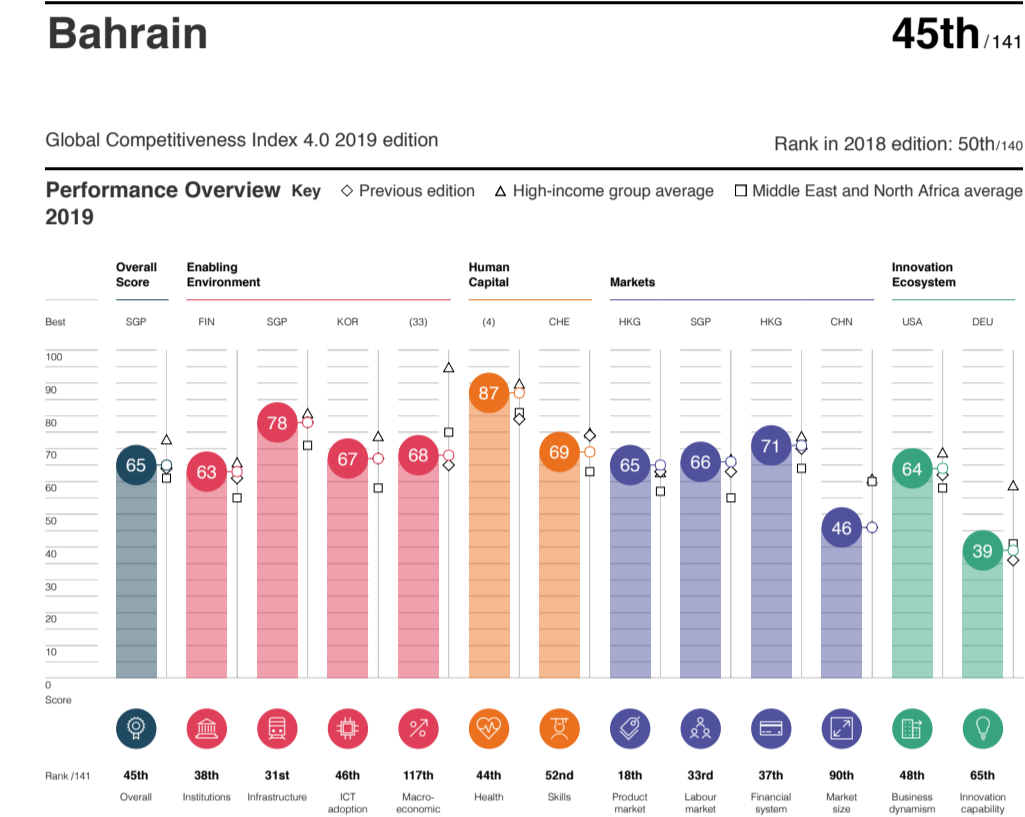 Bahrain
45th/141
Global Competitiveness Index 4.0 2019 edition
Rank in 2018 edition: 50th/140
Performance Overview Key ◇ Previous edition △ High-income group average □ Middle East and North Africa average
2019
Overall Score
Enabling Environment
Human Capital
Markets
Innovation Ecosystem
Best SGP FIN SGP KOR (33) (4) CHE HKG SGP HKG CHN USA DEU
100
90
80
70
60
50
40
30
20
10
0
Score
65 63 78 67 68 87 69 65 66 71 46 64 39
Rank /141 45th 38th 31st 46th 117th 44th 52nd 18th 33rd 37th 90th 48th 65th
Overall
Institutions
Infrastructure
ICT adoption
Macro-economic
Health
Skills
Product market
Labour market
Financial system
Market size
Business dynamism
Innovation capability